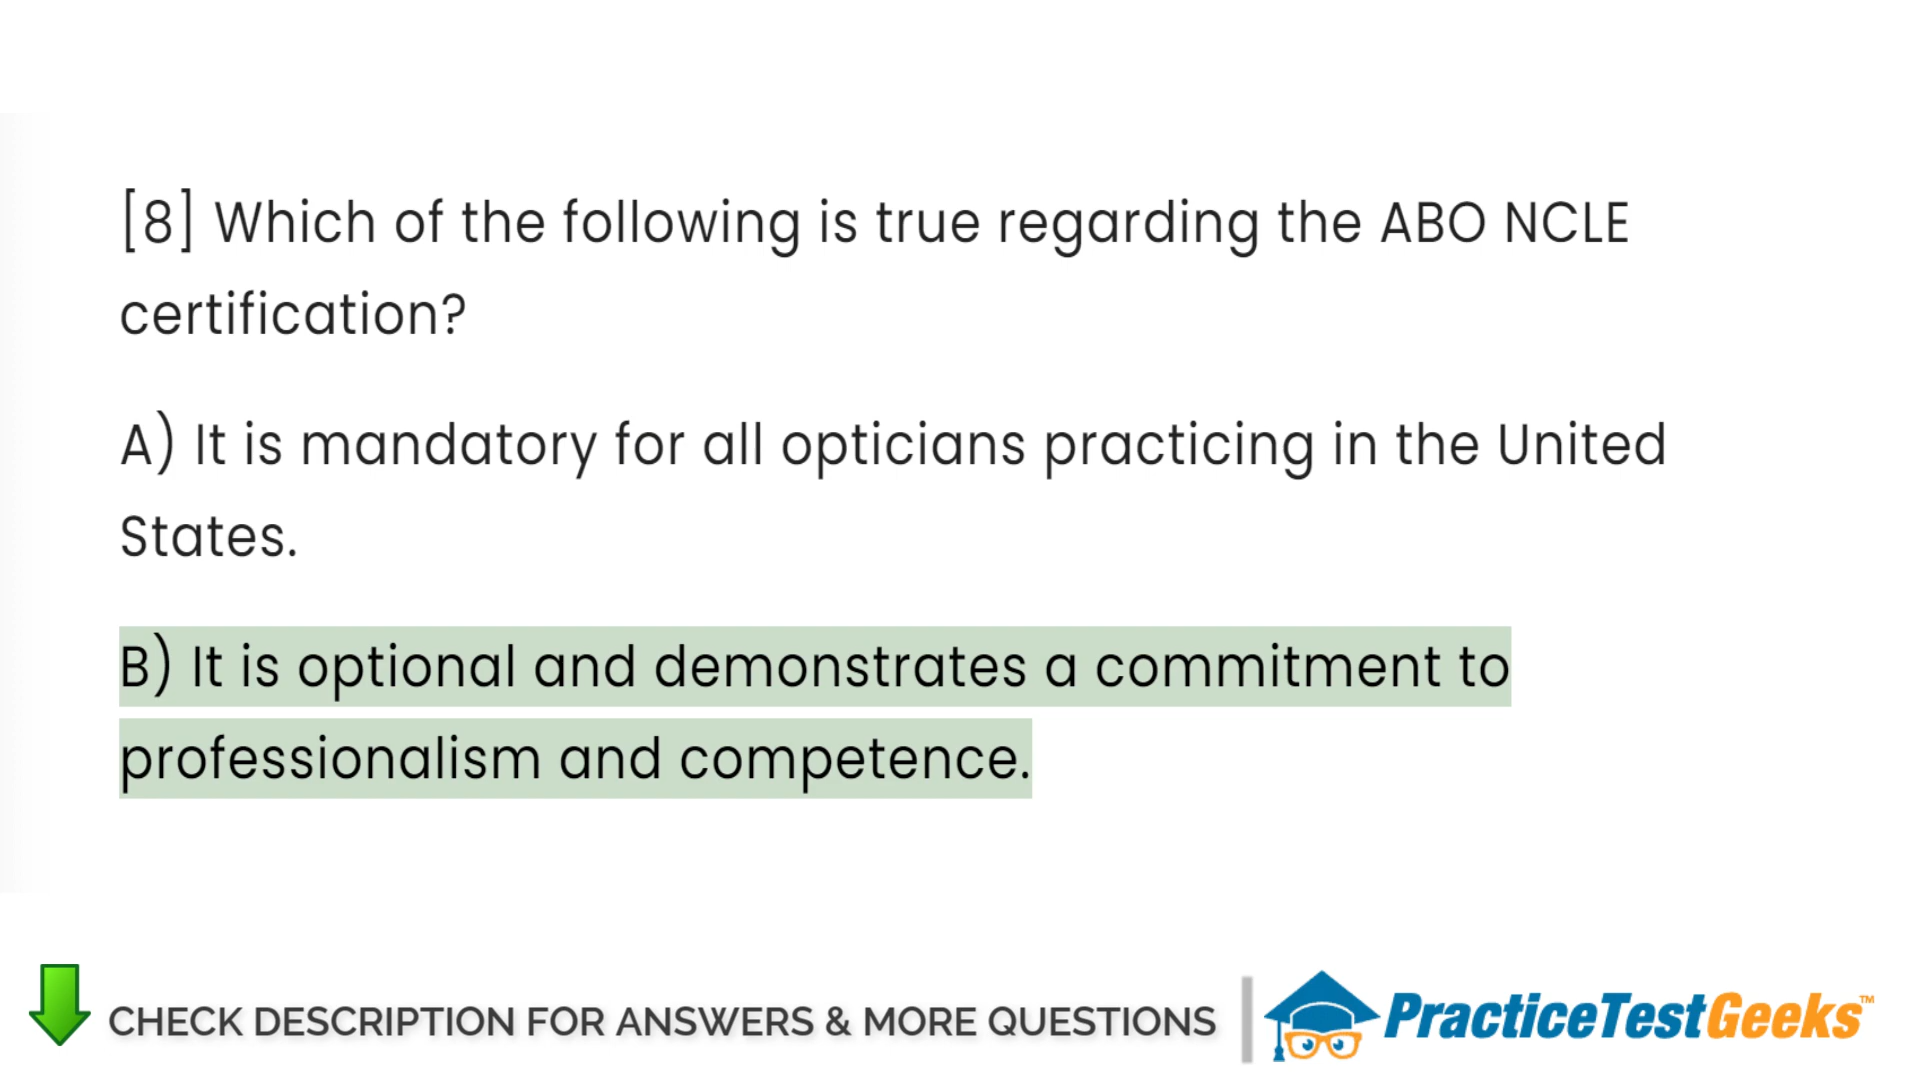 [8] Which of the following is true regarding the ABO NCLE
certification?
A) It is mandatory for all opticians practicing in the United
States.
B) It is optional and demonstrates a commitment to
professionalism and competence.
CHECK DESCRIPTION FOR ANSWERS & MORE QUESTIONS
PracticeTestGeeks™